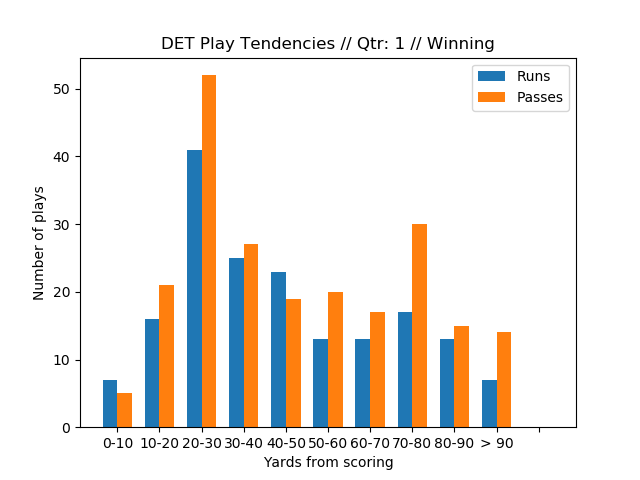 DET Play Tendencies // Qtr: 1 // Winning
Runs
Passes
50
40
30
20
10
0
Number of plays
0-10 10-20 20-30 30-40 40-50 50-60 60-70 70-80 80-90 > 90
Yards from scoring